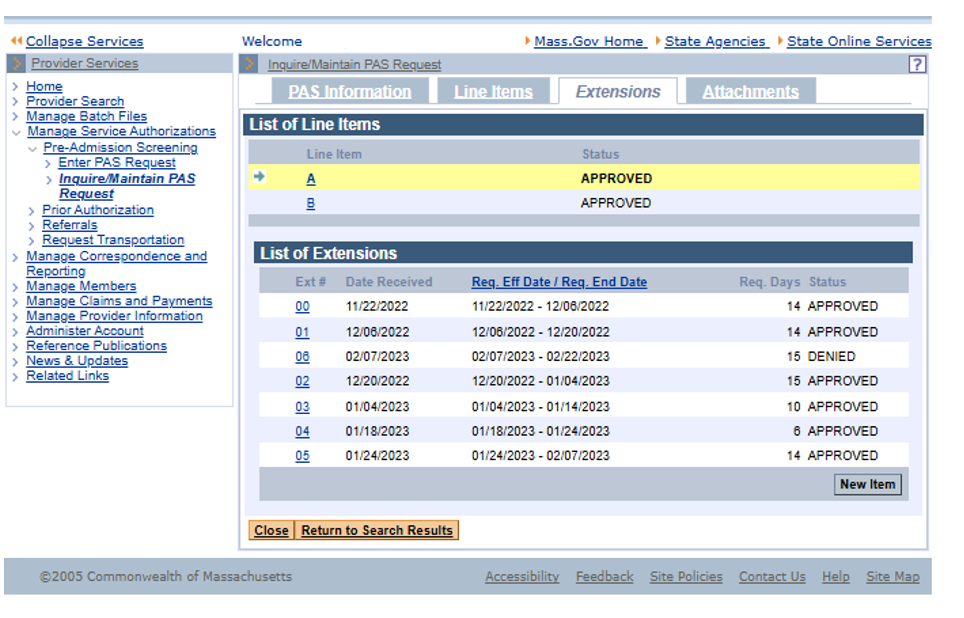 Collapse Services Welcome Mass.Gov Home State Agencies State Online Services
Provider Services
Home
Provider Search
Manage Batch Files
Manage Service Authorizations
Pre-Admission Screening
Enter PAS Request
Inquire/Maintain PAS
Request
Prior Authorization
Referrals
Request Transportation
Manage Correspondence and
Reporting
Manage Members
Manage Claims and Payments
Manage Provider Information
Administer Account
Reference Publications
News & Updates
Related Links
Inquire/Maintain PAS Request ?
PAS Information Line Items Extensions Attachments
List of Line Items
Line Item Status
A APPROVED
B APPROVED
List of Extensions
Ext # Date Received Req. Eff Date / Req. End Date Req. Days Status
00 11/22/2022 11/22/2022 - 12/06/2022 14 APPROVED
01 12/06/2022 12/06/2022 - 12/20/2022 14 APPROVED
06 02/07/2023 02/07/2023 - 02/22/2023 15 DENIED
02 12/20/2022 12/20/2022 - 01/04/2023 15 APPROVED
03 01/04/2023 01/04/2023 - 01/14/2023 10 APPROVED
04 01/18/2023 01/18/2023 - 01/24/2023 6 APPROVED
05 01/24/2023 01/24/2023 - 02/07/2023 14 APPROVED
New Item
Close Return to Search Results
©2005 Commonwealth of Massachusetts Accessibility Feedback Site Policies Contact Us Help Site Map